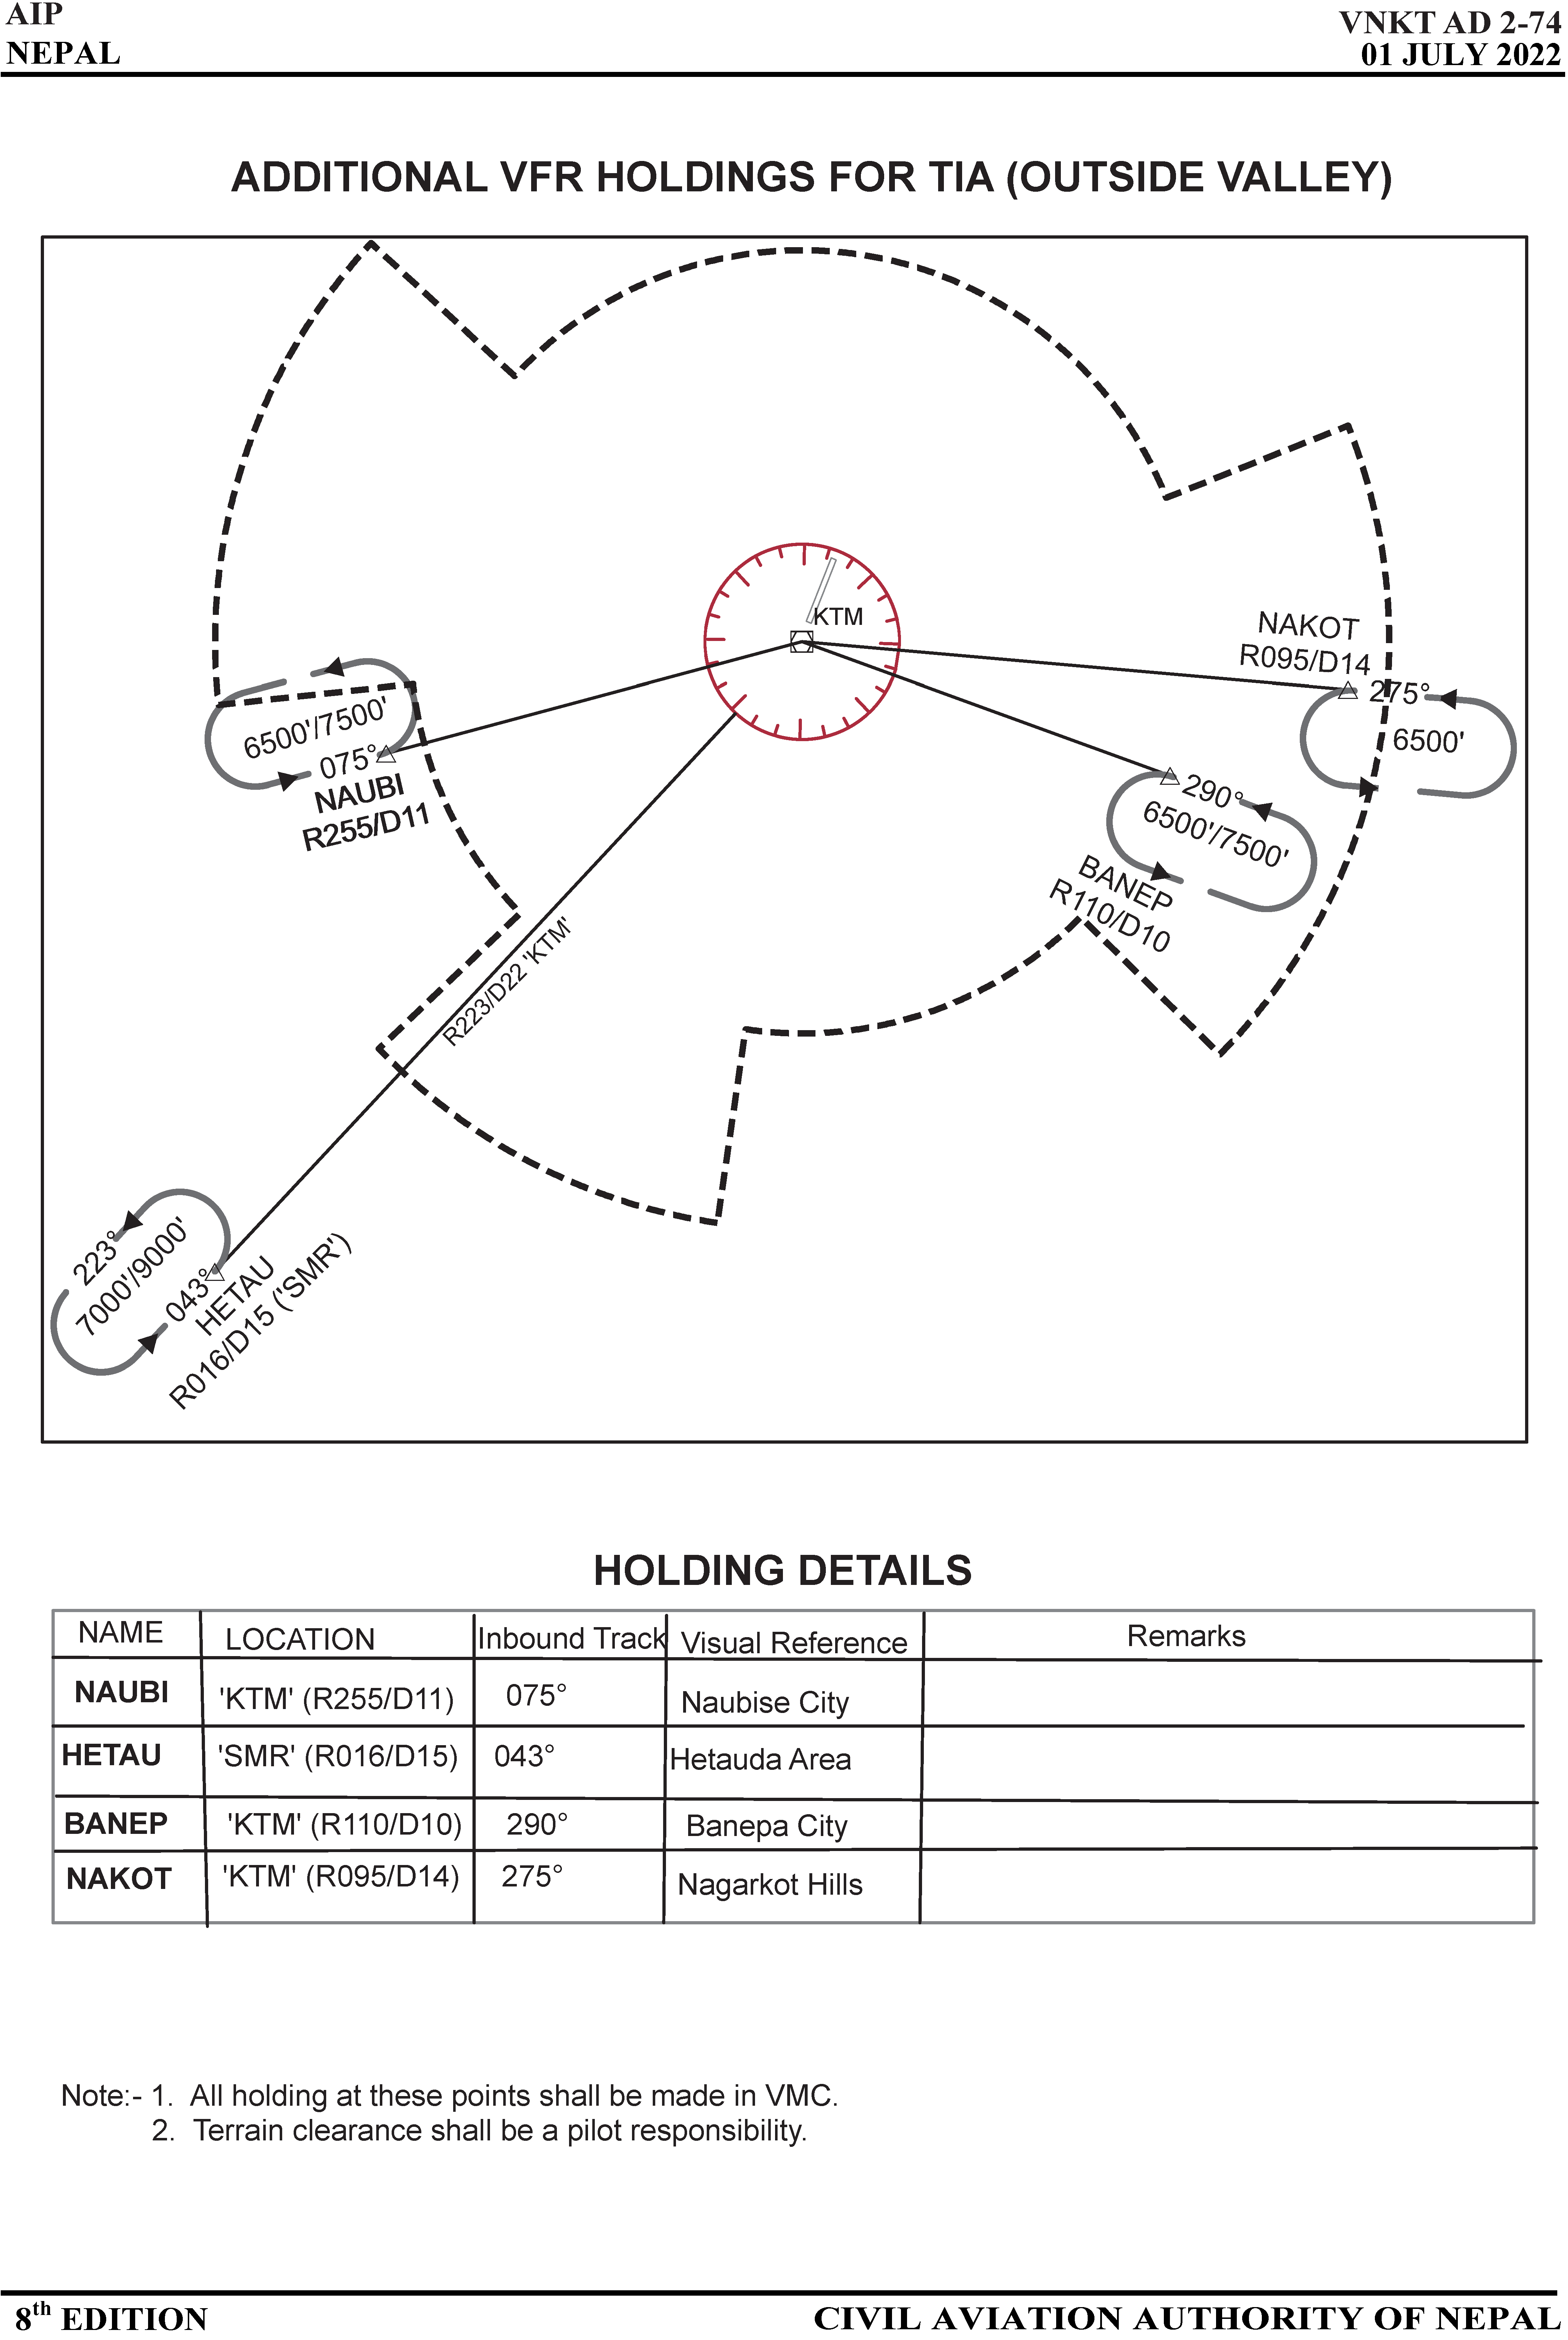 AIP
NEPAL
VNKT AD 2-74
01 JULY 2022
ADDITIONAL VFR HOLDINGS FOR TIA (OUTSIDE VALLEY)
KTM
NAKOT
R095/D14
275°
6500'
6500'/7500'
075°
NAUBI
R255/D11
290°
6500'/7500'
BANEP
R110/D10
R223/D22 'KTM'
223°
7000'/9000'
043°
HETAU
R016/D15 ('SMR')
HOLDING DETAILS
NAME LOCATION Inbound Track Visual Reference Remarks
NAUBI 'KTM' (R255/D11) 075° Naubise City
HETAU 'SMR' (R016/D15) 043° Hetauda Area
BANEP 'KTM' (R110/D10) 290° Banepa City
NAKOT 'KTM' (R095/D14) 275° Nagarkot Hills
Note:- 1. All holding at these points shall be made in VMC.
2. Terrain clearance shall be a pilot responsibility.
8th EDITION
CIVIL AVIATION AUTHORITY OF NEPAL